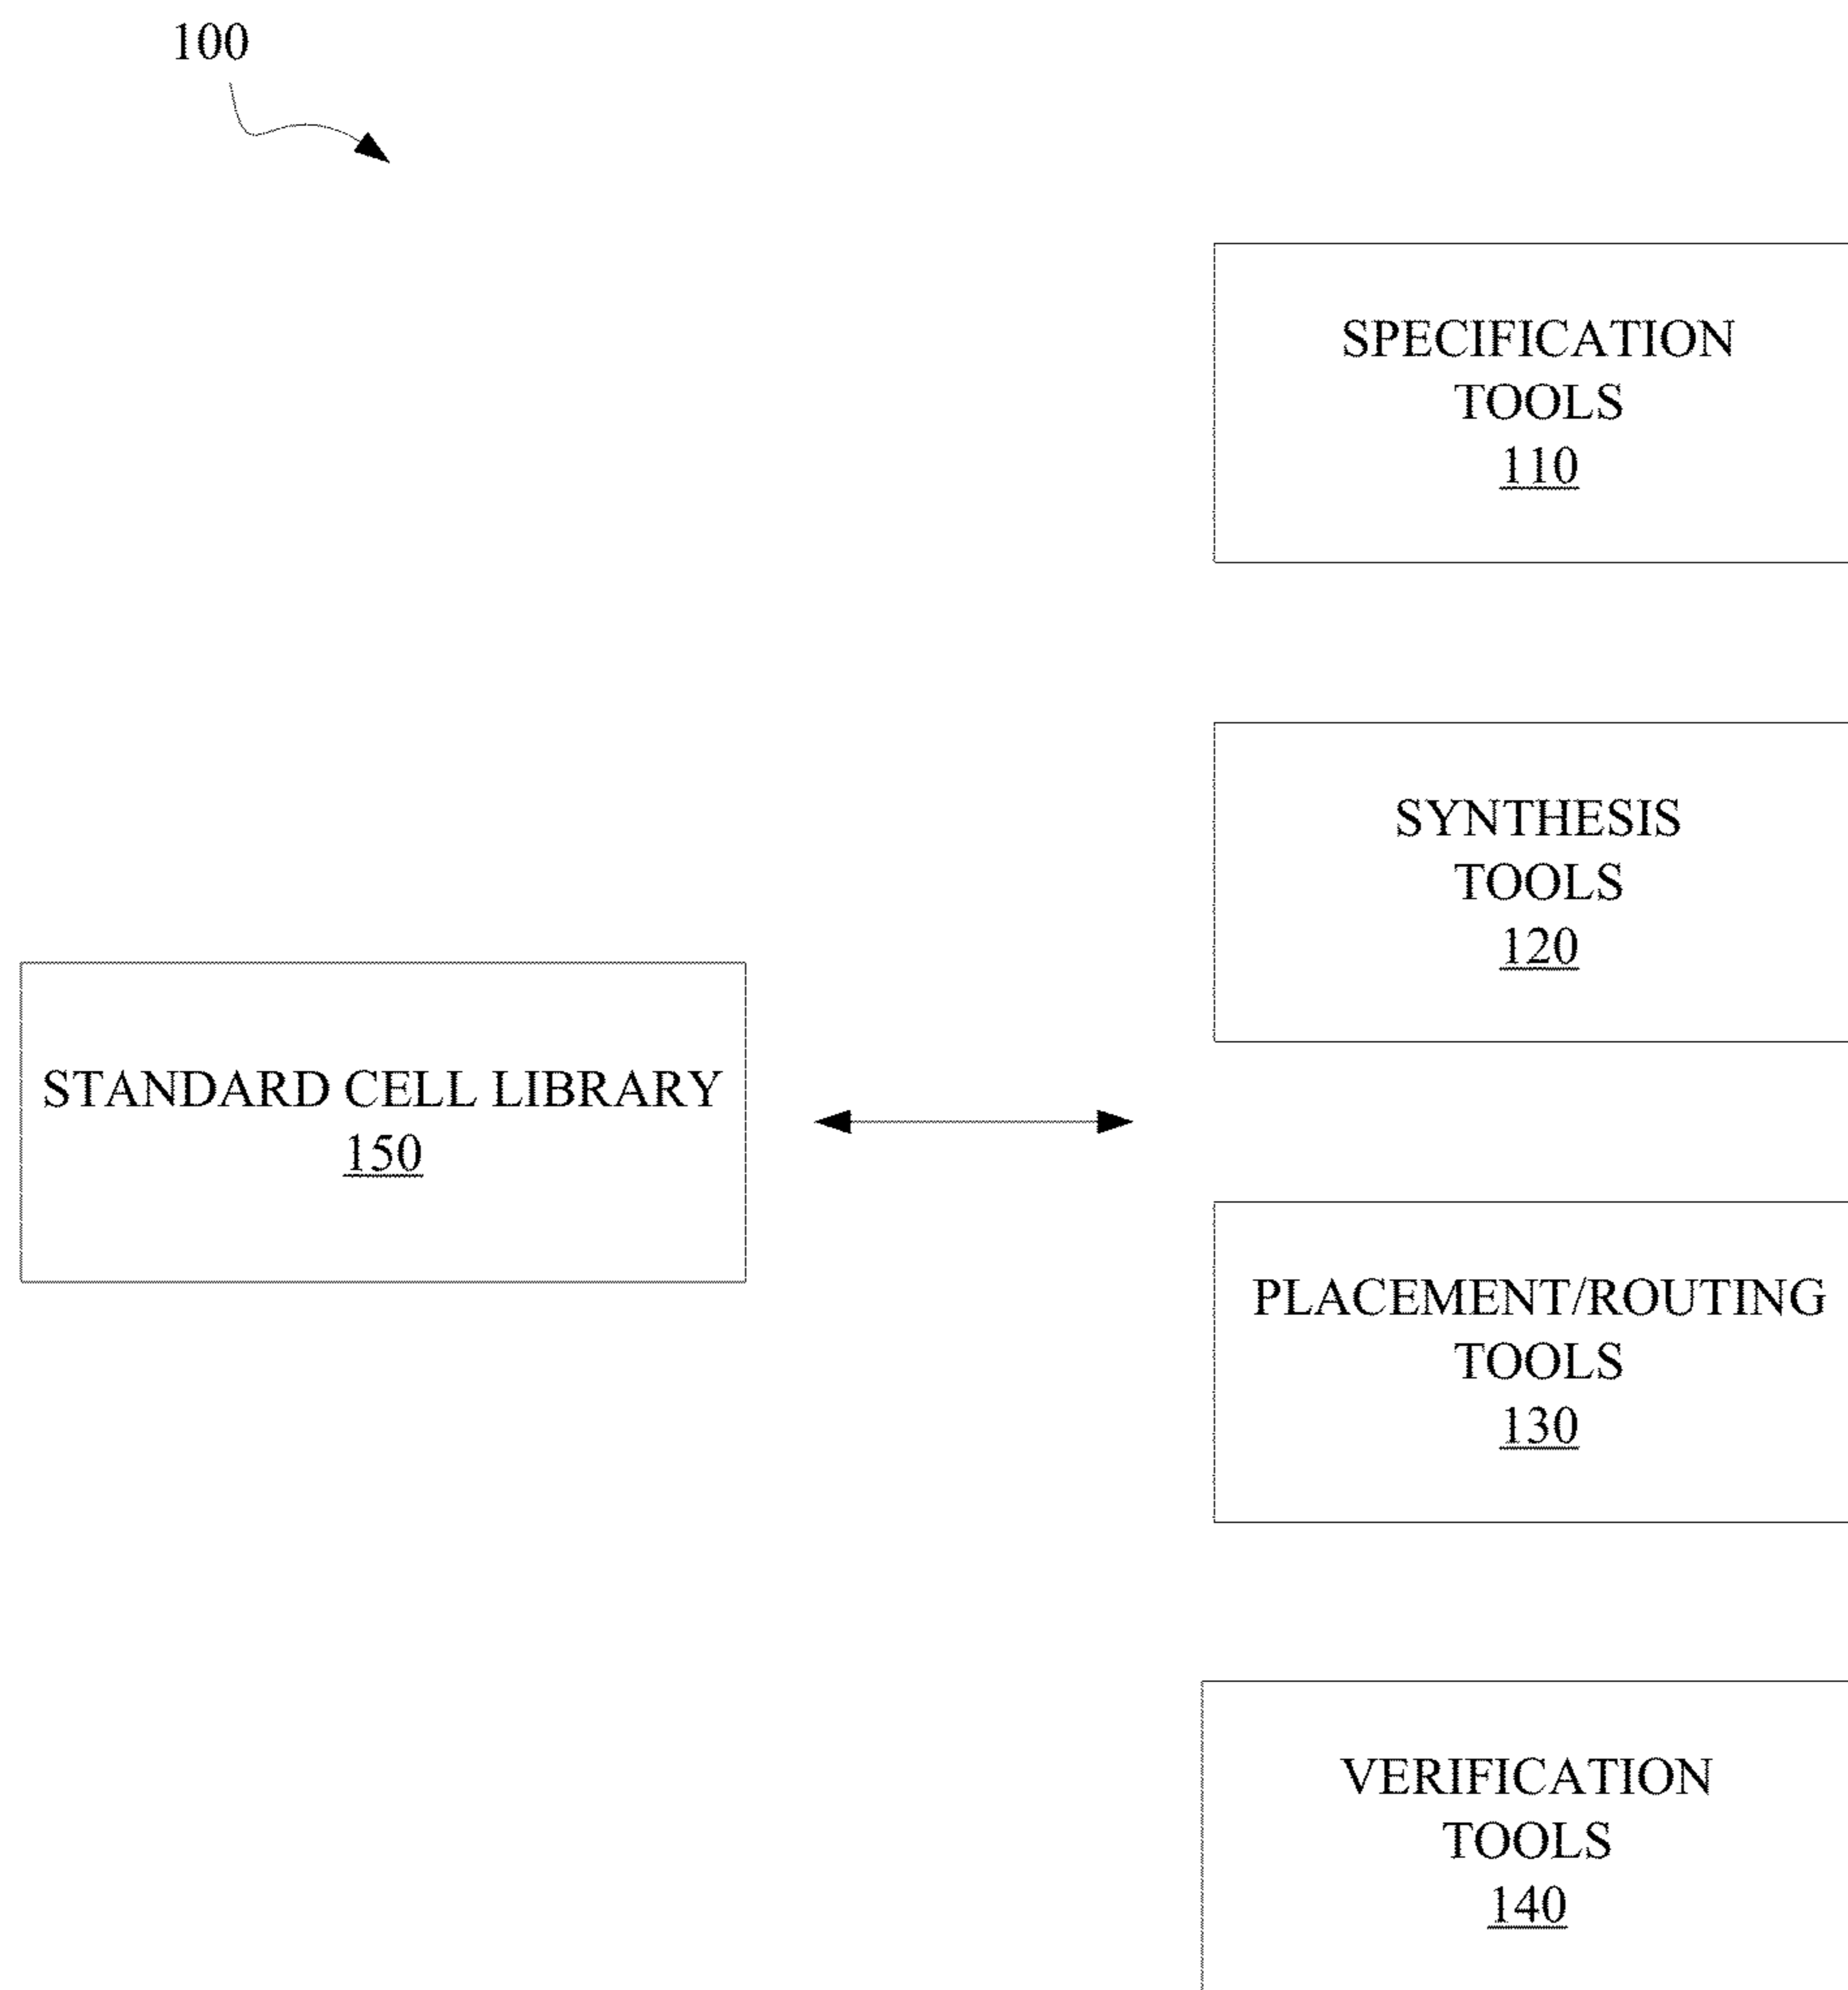 100
SPECIFICATION
TOOLS
110
SYNTHESIS
TOOLS
120
STANDARD CELL LIBRARY
150
PLACEMENT/ROUTING
TOOLS
130
VERIFICATION
TOOLS
140